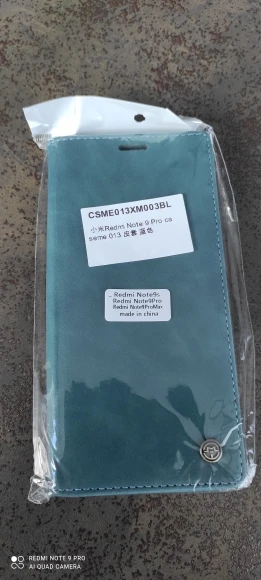 CSME013XM003BL
小米Redmi Note 9 Pro ca
seme 013 皮套 蓝色
Redmi Note9s
Redmi Note9Pro
Redmi Note9ProMax
made in china
REDMI NOTE 9 PRO
AI QUAD CAMERA